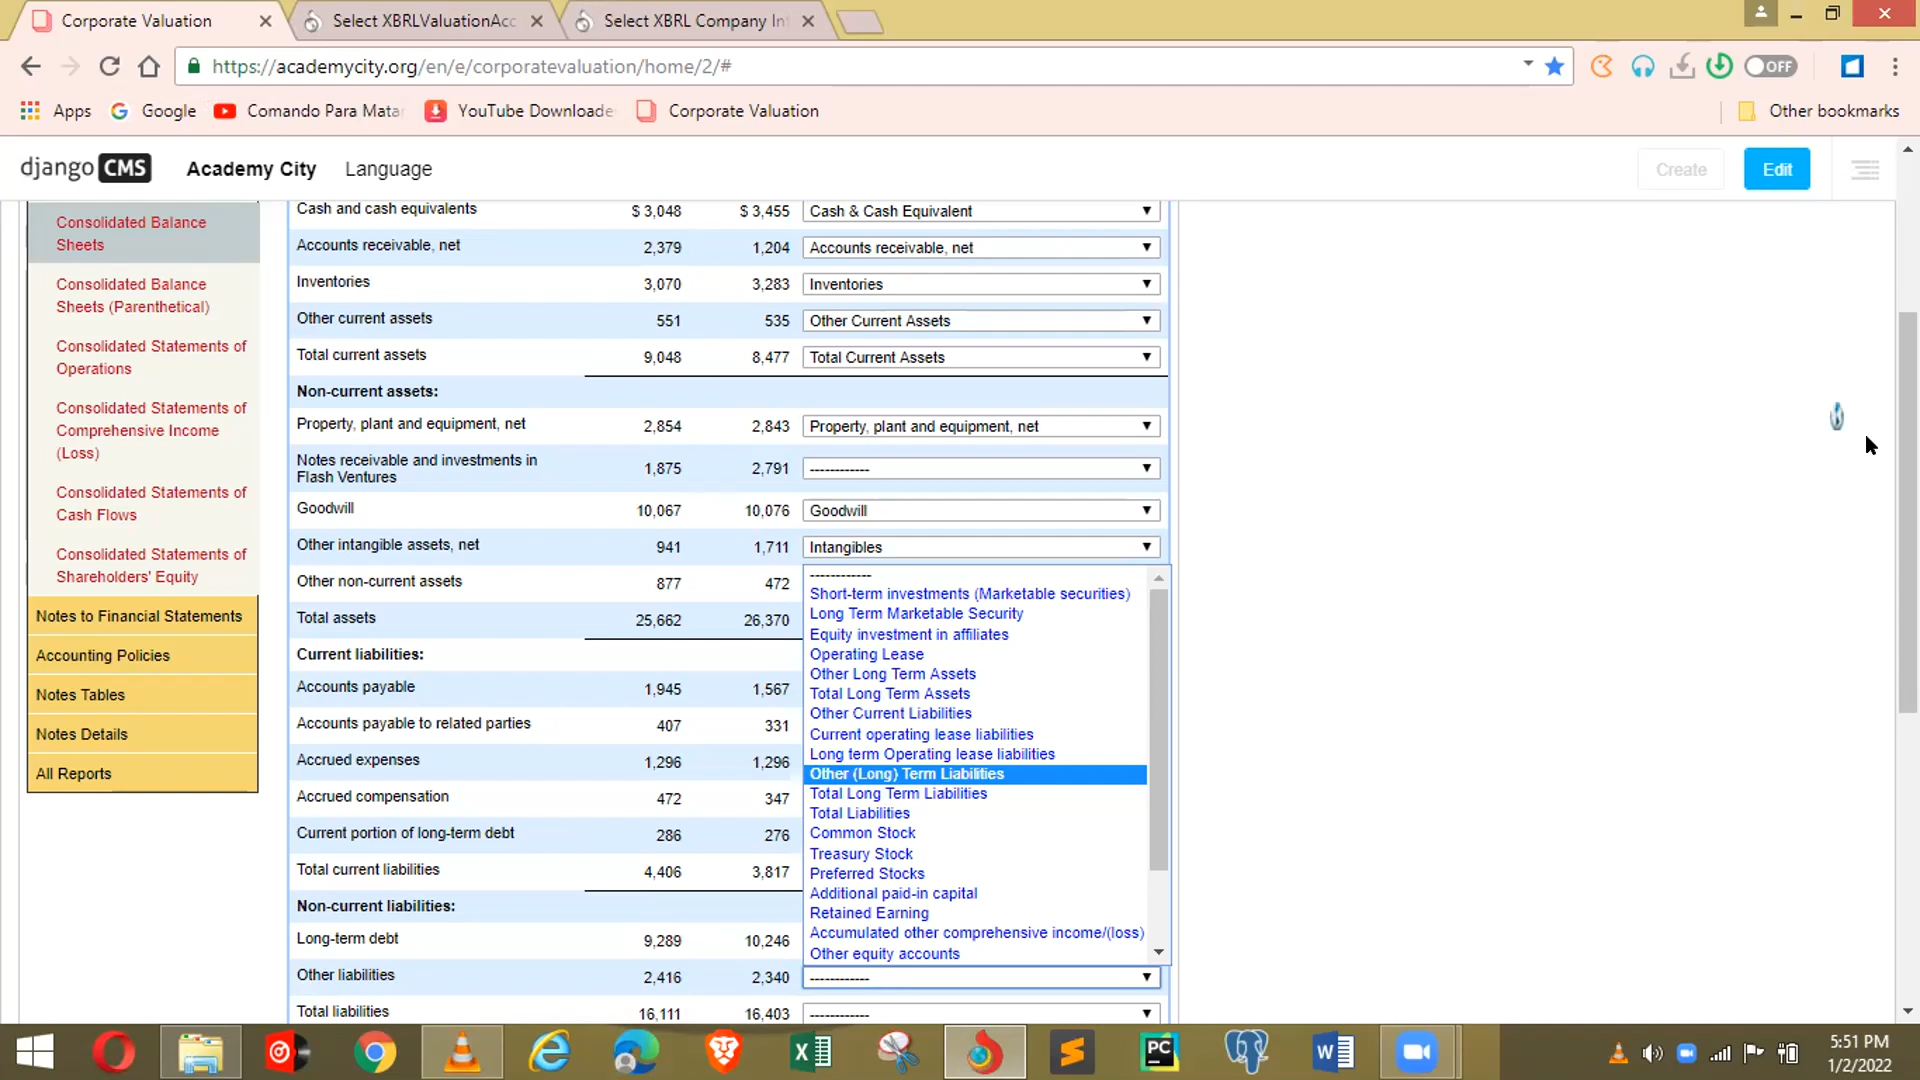 Corporate Valuation
Select XBRLValuationAcc
Select XBRL Company In
https://academycity.org/en/e/corporatevaluation/home/2/#
OFF
Apps
Google
Comando Para Matar
YouTube Downloade
Corporate Valuation
Other bookmarks
django CMS
Academy City
Language
Create
Edit
Consolidated Balance
Sheets
Consolidated Balance
Sheets (Parenthetical)
Consolidated Statements of
Operations
Consolidated Statements of
Comprehensive Income
(Loss)
Consolidated Statements of
Cash Flows
Consolidated Statements of
Shareholders' Equity
Notes to Financial Statements
Accounting Policies
Notes Tables
Notes Details
All Reports
Cash and cash equivalents $ 3,048 $ 3,455 Cash & Cash Equivalent
Accounts receivable, net 2,379 1,204 Accounts receivable, net
Inventories 3,070 3,283 Inventories
Other current assets 551 535 Other Current Assets
Total current assets 9,048 8,477 Total Current Assets
Non-current assets:
Property, plant and equipment, net 2,854 2,843 Property, plant and equipment, net
Notes receivable and investments in
Flash Ventures 1,875 2,791 ------------
Goodwill 10,067 10,076 Goodwill
Other intangible assets, net 941 1,711 Intangibles
Other non-current assets 877 472
Total assets 25,662 26,370
Current liabilities:
Accounts payable 1,945 1,567
Accounts payable to related parties 407 331
Accrued expenses 1,296 1,296
Accrued compensation 472 347
Current portion of long-term debt 286 276
Total current liabilities 4,406 3,817
Non-current liabilities:
Long-term debt 9,289 10,246
Other liabilities 2,416 2,340 ------------
Total liabilities 16,111 16,403 ------------
------------
Short-term investments (Marketable securities)
Long Term Marketable Security
Equity investment in affiliates
Operating Lease
Other Long Term Assets
Total Long Term Assets
Other Current Liabilities
Current operating lease liabilities
Long term Operating lease liabilities
Other (Long) Term Liabilities
Total Long Term Liabilities
Total Liabilities
Common Stock
Treasury Stock
Preferred Stocks
Additional paid-in capital
Retained Earning
Accumulated other comprehensive income/(loss)
Other equity accounts
PC
5:51 PM
1/2/2022